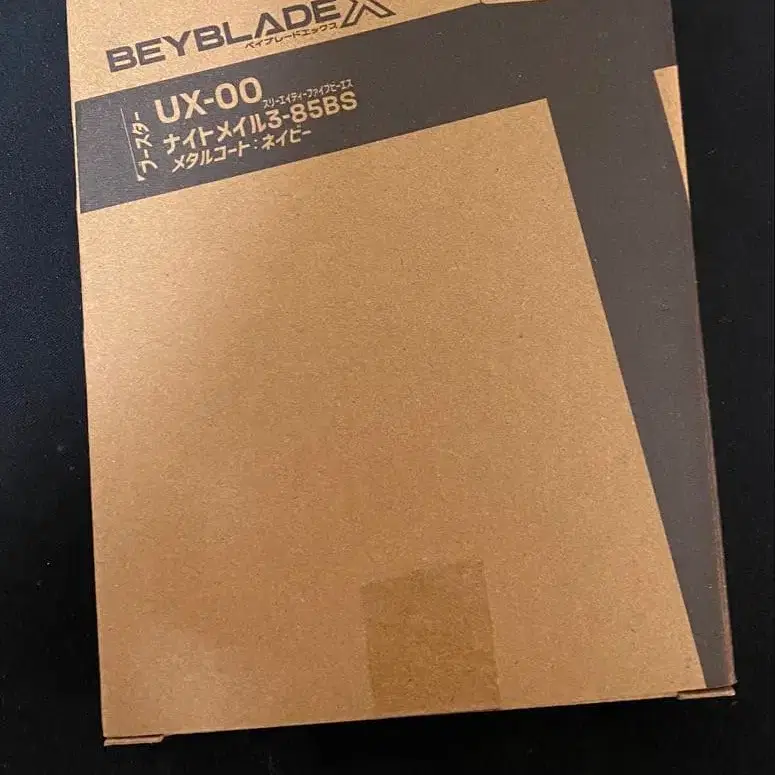 BEYBLADE X
ベイブレードエックス
ブースター
UX-00
スリーエイティーファイブビーエス
ナイトメイル3-85BS
メタルコート：ネイビー